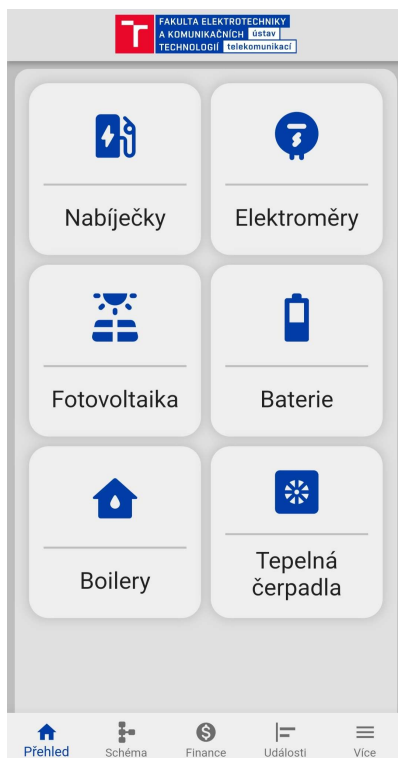 FAKULTA ELEKTROTECHNIKY
A KOMUNIKAČNÍCH ústav
TECHNOLOGIÍ telekomunikací
Nabíječky
Elektroměry
Fotovoltaika
Baterie
Boilery
Tepelná
čerpadla
Přehled
Schéma
Finance
Události
Více